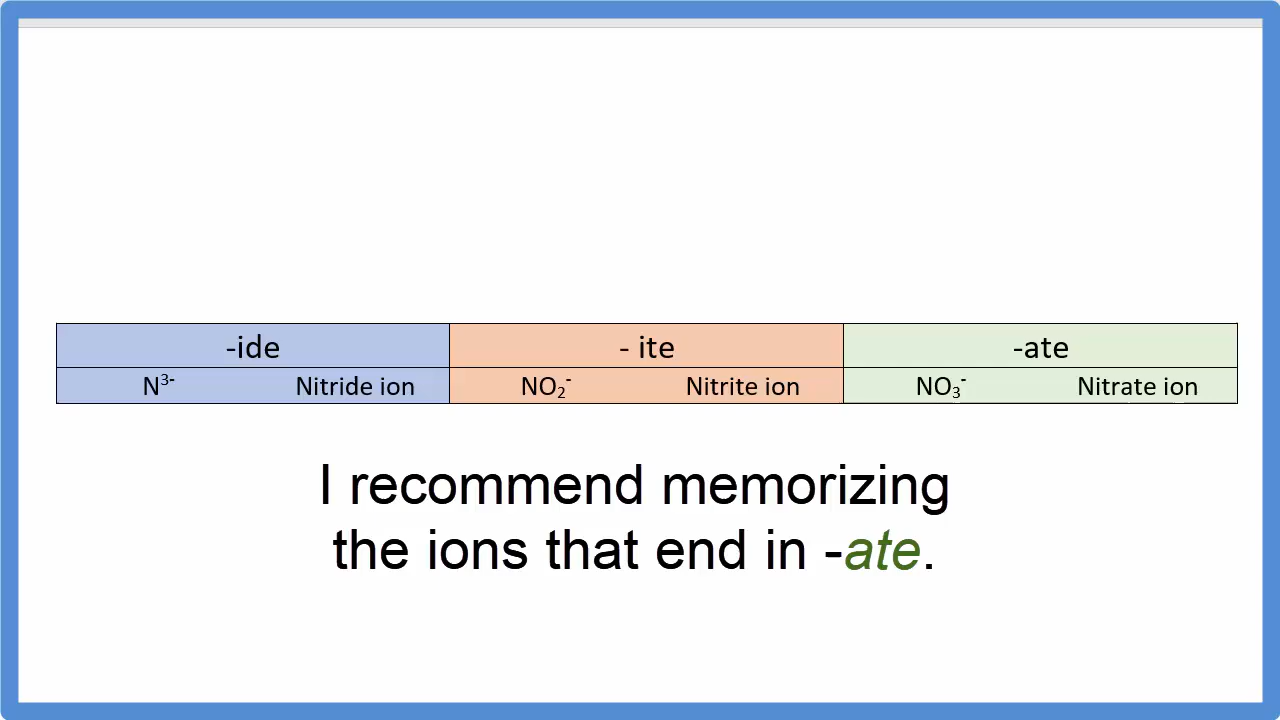 -ide - ite -ate
N³⁻ Nitride ion NO₂⁻ Nitrite ion NO₃⁻ Nitrate ion
I recommend memorizing
the ions that end in -ate.